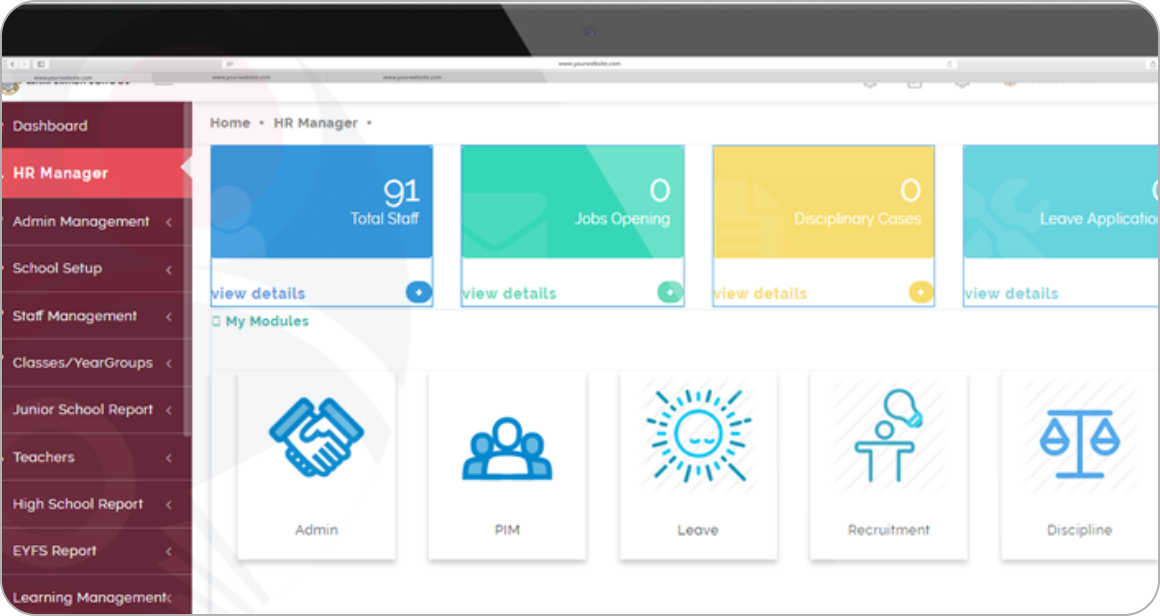 www.yourwebsite.com
www.yourwebsite.com
www.yourwebsite.com
www.yourwebsite.com
Dashboard
HR Manager
Admin Management
School Setup
Staff Management
Classes/YearGroups
Junior School Report
Teachers
High School Report
EYFS Report
Learning Management
Home • HR Manager •
91
Total Staff
view details
0
Jobs Opening
view details
0
Disciplinary Cases
view details
Leave Applicatio
view details
My Modules
Admin
PIM
Leave
Recruitment
Discipline